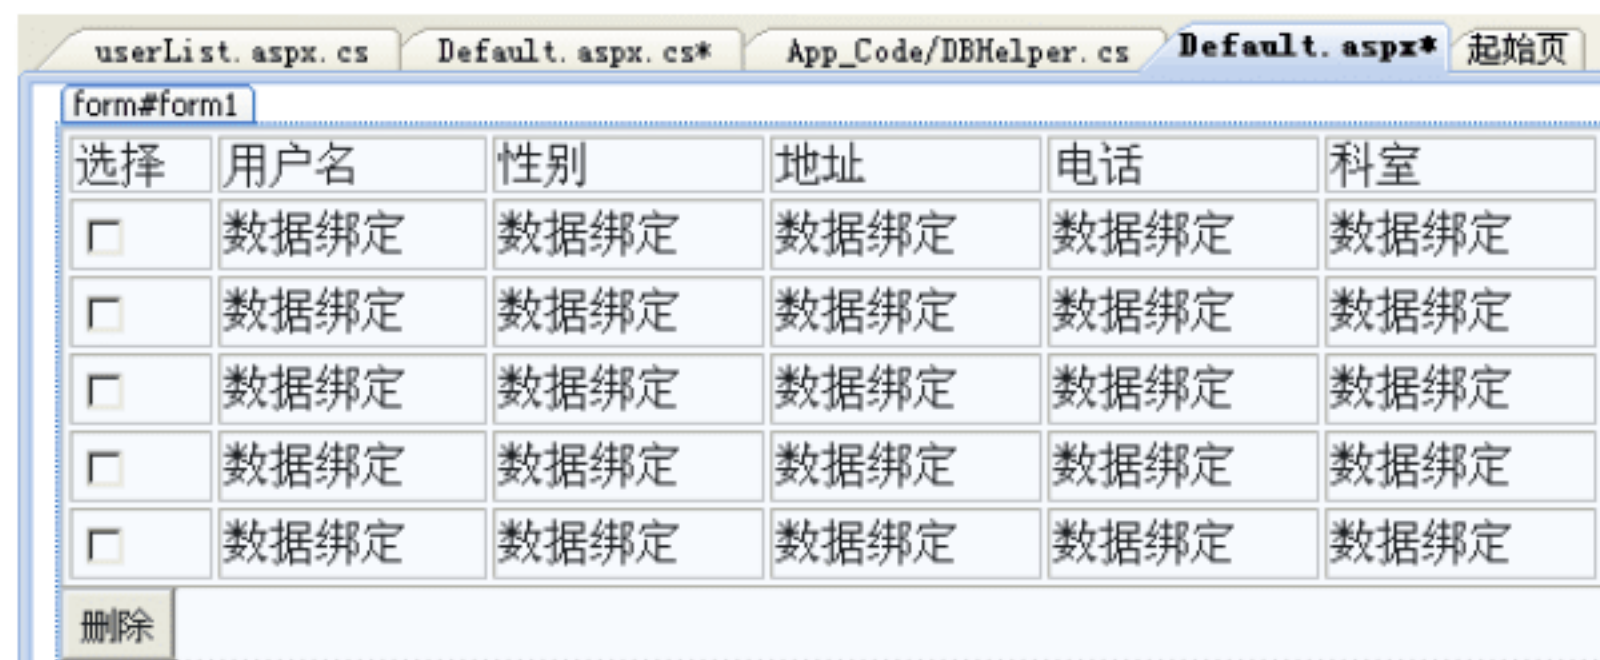 userList.aspx.cs Default.aspx.cs* App_Code/DBHelper.cs Default.aspx* 起始页
form#form1
选择 用户名 性别 地址 电话 科室
数据绑定 数据绑定 数据绑定 数据绑定 数据绑定
数据绑定 数据绑定 数据绑定 数据绑定 数据绑定
数据绑定 数据绑定 数据绑定 数据绑定 数据绑定
数据绑定 数据绑定 数据绑定 数据绑定 数据绑定
数据绑定 数据绑定 数据绑定 数据绑定 数据绑定
删除